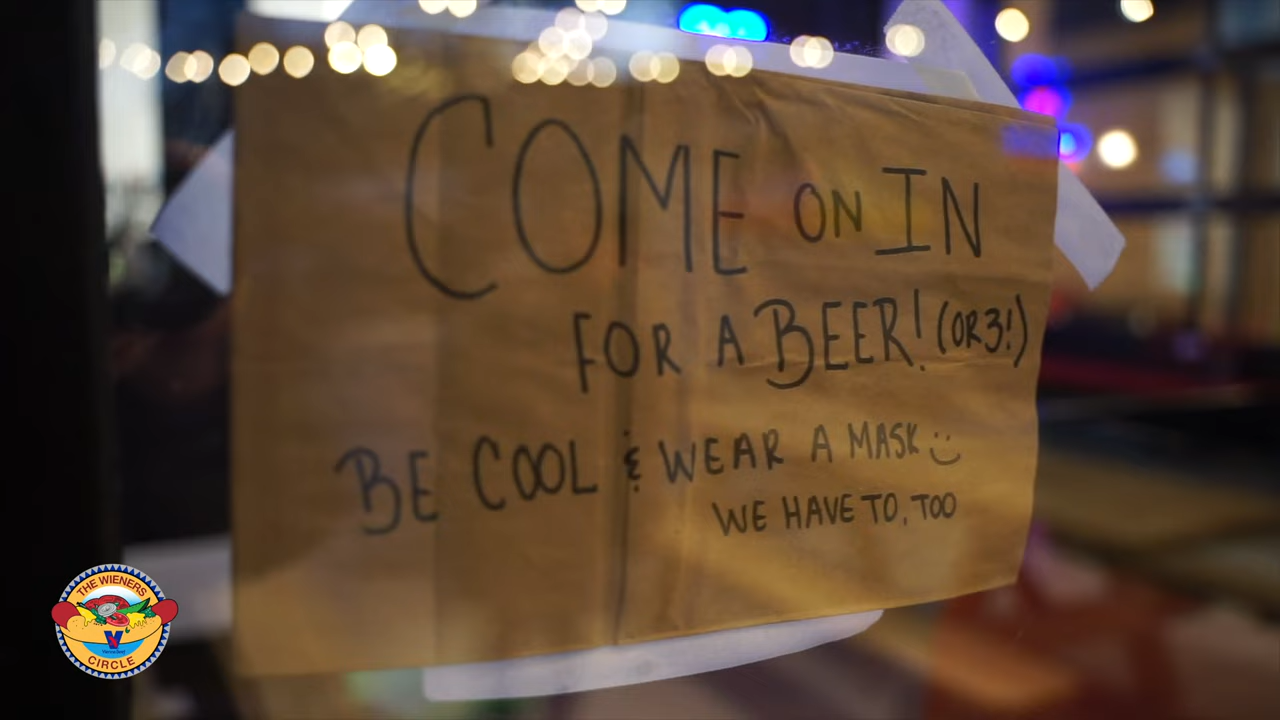 COME ON IN
FOR A BEER! (OR 3!)
BE COOL & WEAR A MASK :)
WE HAVE TO, TOO
THE WIENERS
CIRCLE